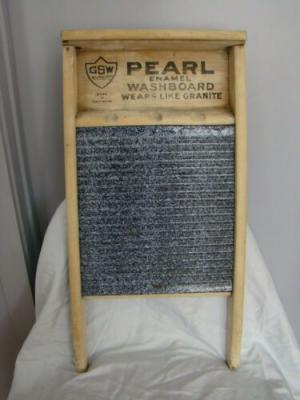 GSW
PEARL
ENAMEL
WASHBOARD
WEARS LIKE GRANITE